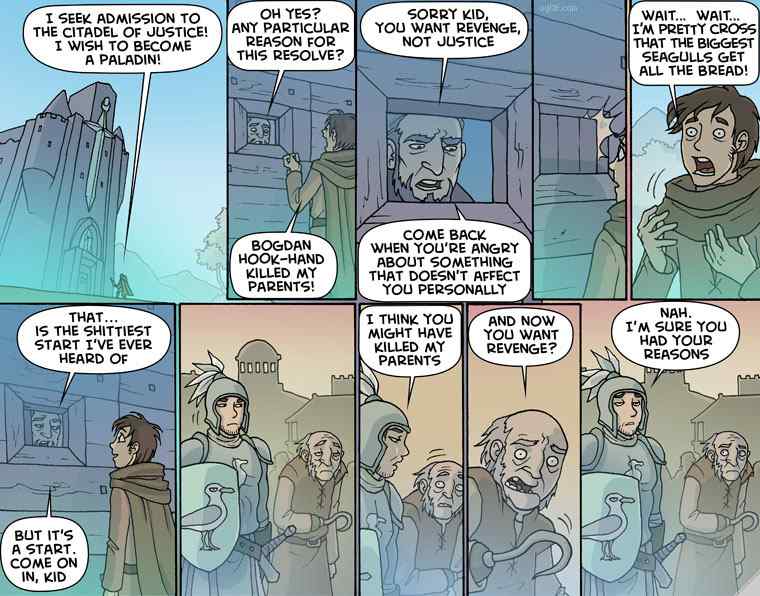 I SEEK ADMISSION TO
THE CITADEL OF JUSTICE!
I WISH TO BECOME
A PALADIN!
OH YES?
ANY PARTICULAR
REASON FOR
THIS RESOLVE?
BOGDAN
HOOK-HAND
KILLED MY
PARENTS!
SORRY KID,
YOU WANT REVENGE,
NOT JUSTICE
COME BACK
WHEN YOU'RE ANGRY
ABOUT SOMETHING
THAT DOESN'T AFFECT
YOU PERSONALLY
WAIT... WAIT...
I'M PRETTY CROSS
THAT THE BIGGEST
SEAGULLS GET
ALL THE BREAD!
THAT...
IS THE SHITTIEST
START I'VE EVER
HEARD OF
BUT IT'S
A START.
COME ON
IN, KID
I THINK YOU
MIGHT HAVE
KILLED MY
PARENTS
AND NOW
YOU WANT
REVENGE?
NAH.
I'M SURE YOU
HAD YOUR
REASONS